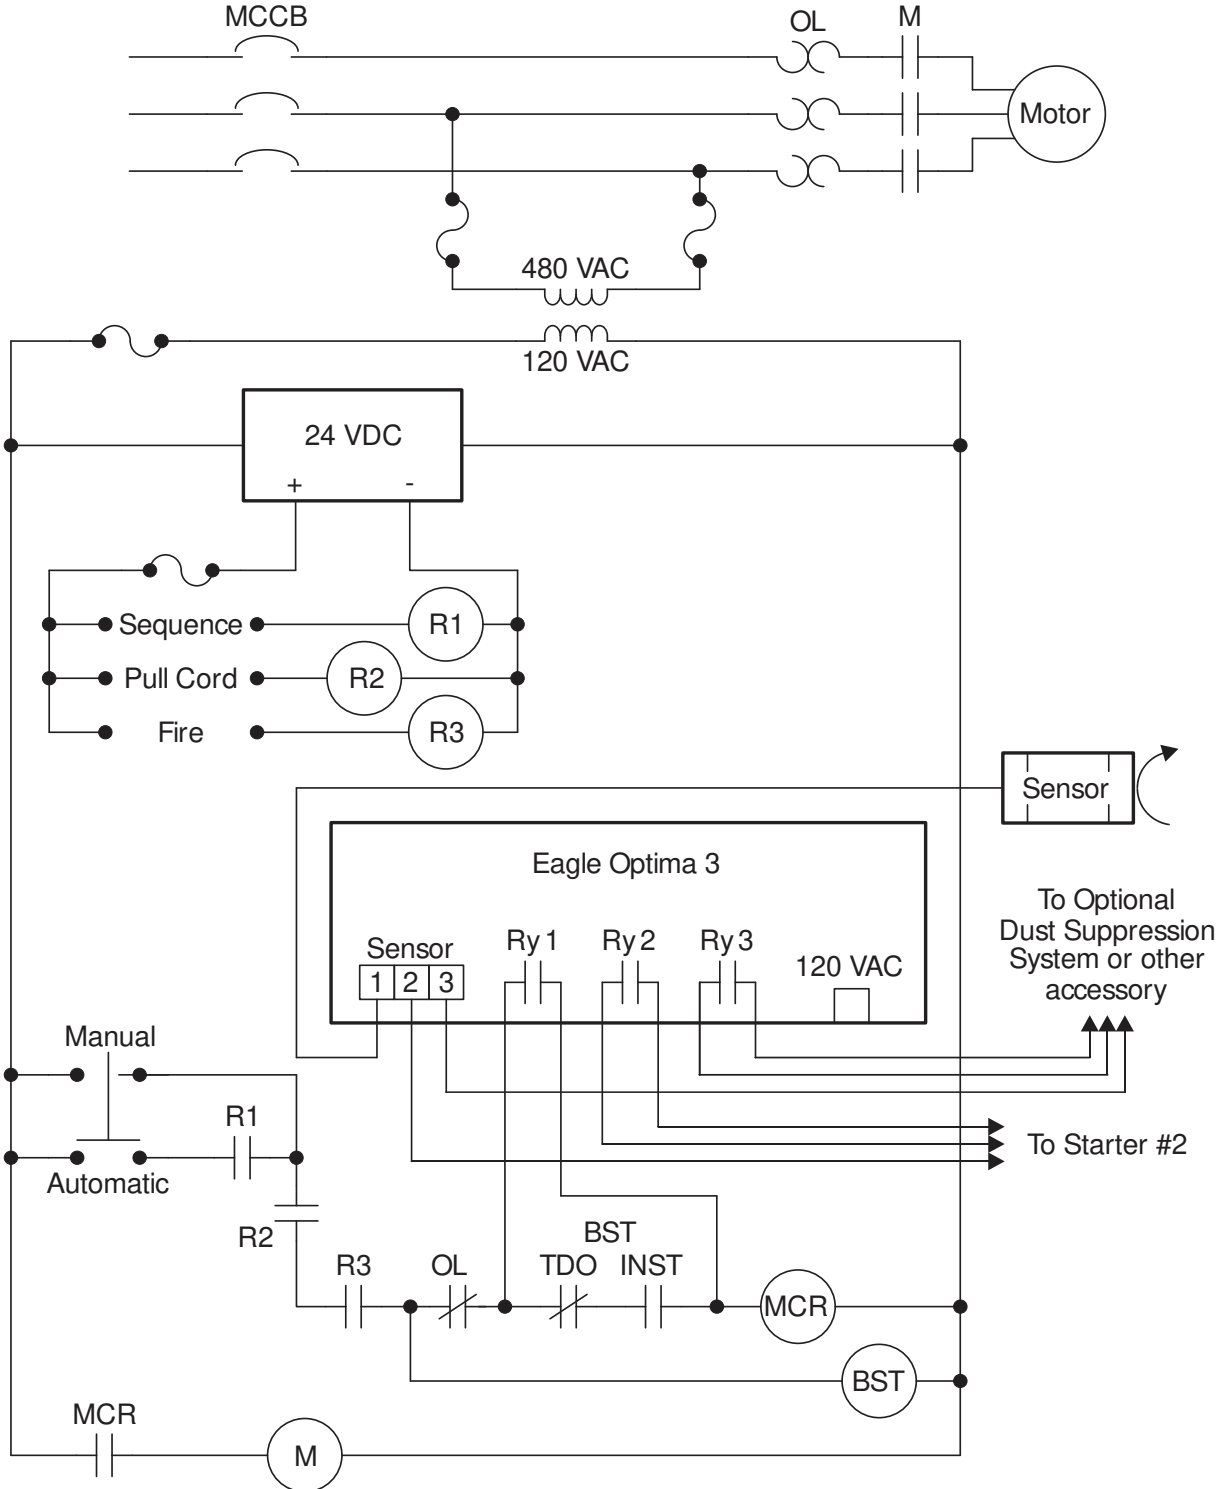 MCCB
OL
M
Motor
480 VAC
120 VAC
24 VDC
+ -
Sequence
R1
Pull Cord
R2
Fire
R3
Sensor
Eagle Optima 3
To Optional
Dust Suppression
System or other
accessory
Sensor
Ry 1
Ry 2
Ry 3
120 VAC
1 2 3
Manual
R1
To Starter #2
Automatic
R2
BST
R3
OL
TDO
INST
MCR
BST
MCR
M